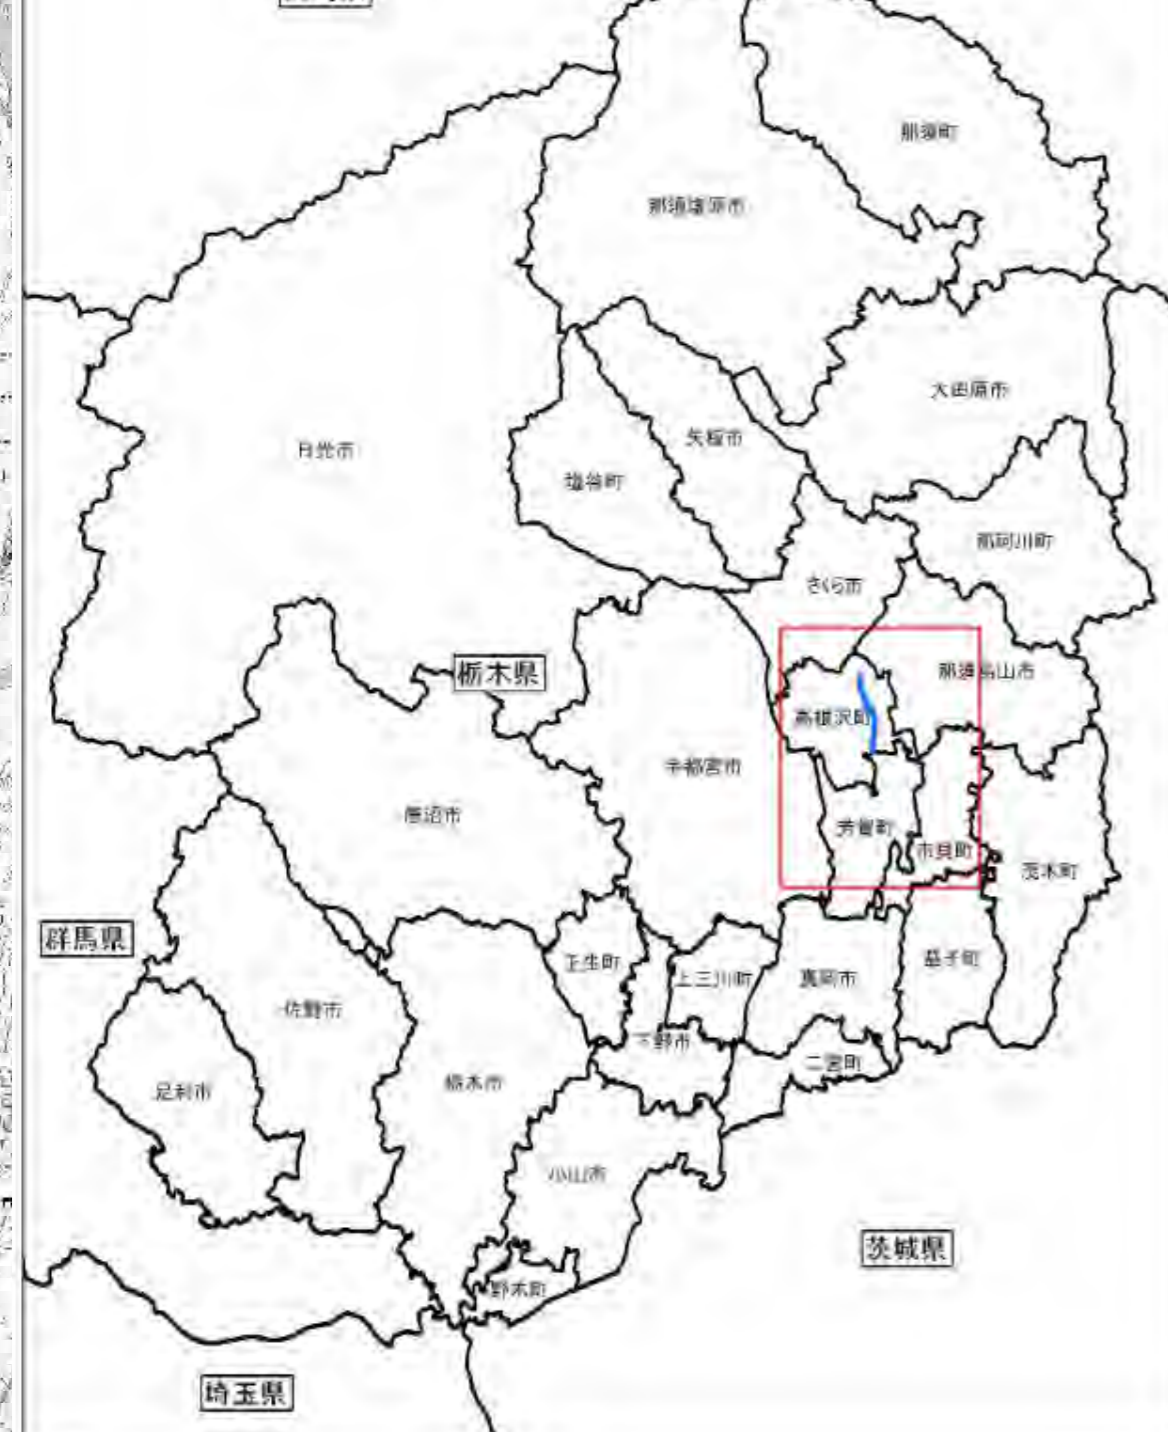 那須町
那須塩原市
大田原市
日光市
矢板市
塩谷町
那珂川町
さくら市
栃木県
那須烏山市
高根沢町
宇都宮市
鹿沼市
芳賀町
市貝町
茂木町
群馬県
壬生町
上三川町
真岡市
益子町
佐野市
下野市
二宮町
足利市
栃木市
小山市
茨城県
野木町
埼玉県